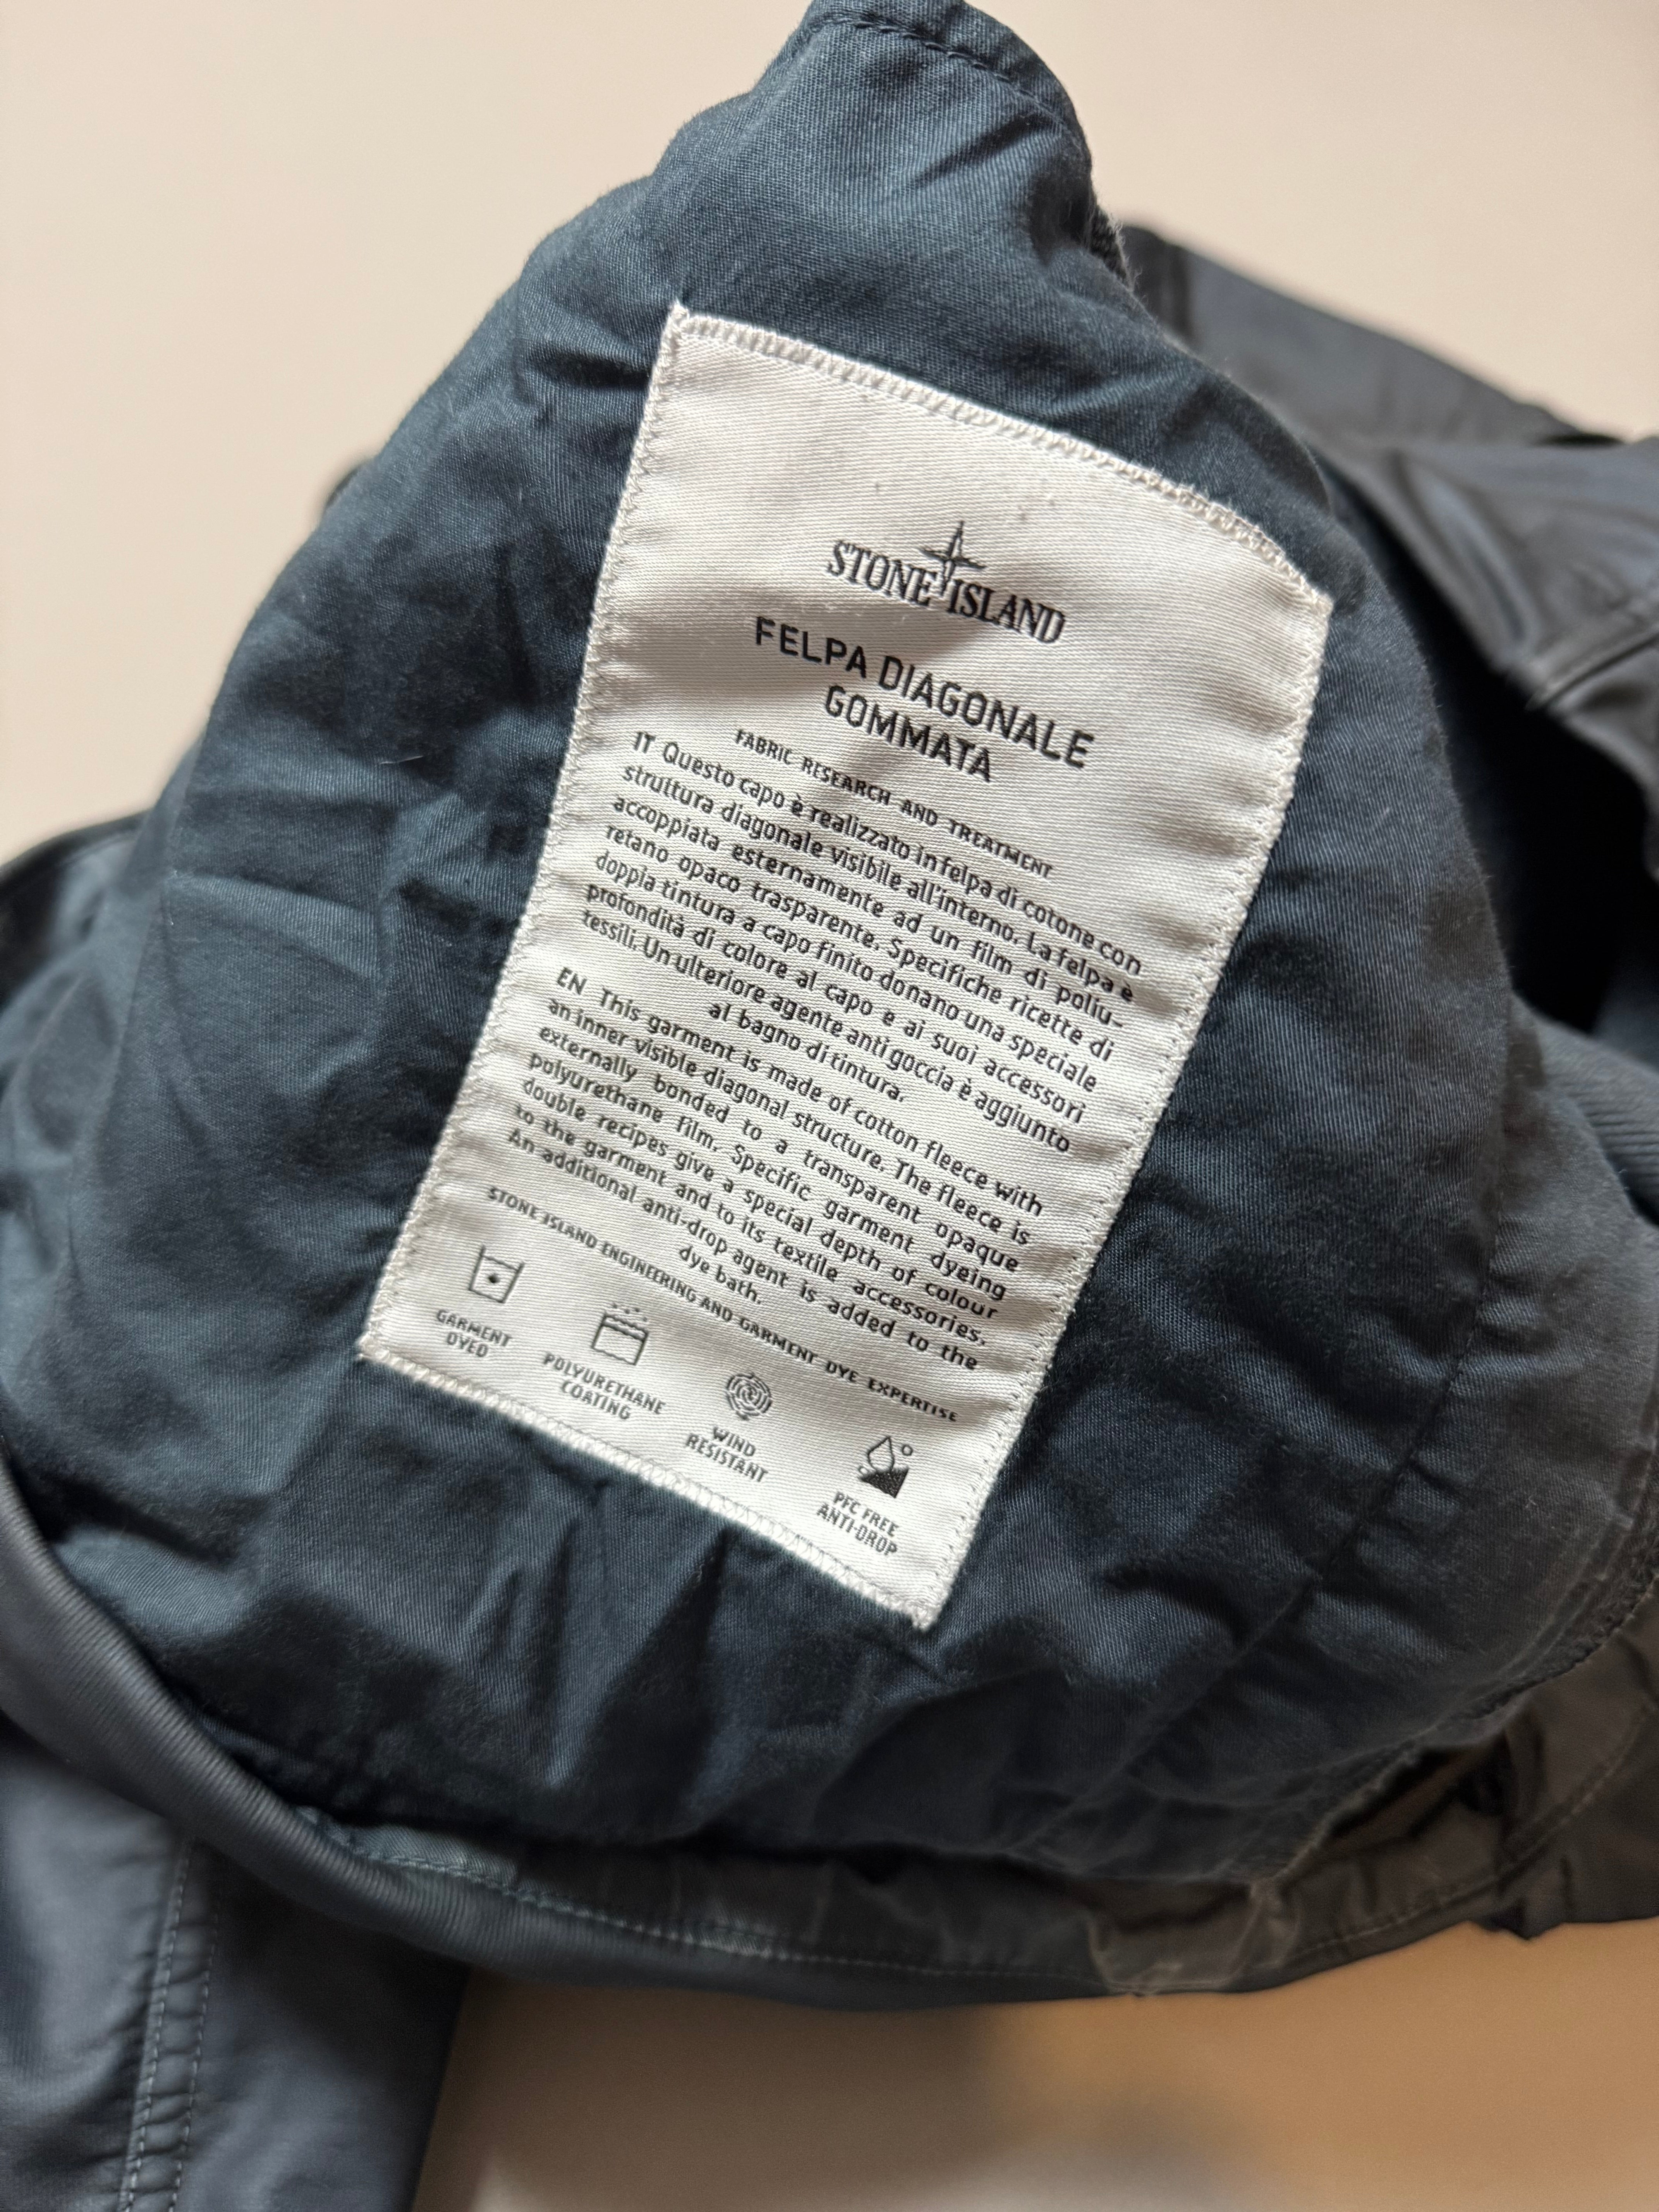 STONE ISLAND
FELPA DIAGONALE
GOMMATA
FABRIC RESEARCH AND TREATMENT
IT Questo capo è realizzato in felpa di cotone con
struttura diagonale visibile all'interno. La felpa è
accoppiata esternamente ad un film di poliu-
retano opaco trasparente. Specifiche ricette di
doppia tintura a capo finito donano una speciale
profondità di colore al capo e ai suoi accessori
tessili. Un ulteriore agente anti goccia è aggiunto
al bagno di tintura.
EN This garment is made of cotton fleece with
an inner visible diagonal structure. The fleece is
externally bonded to a transparent opaque
polyurethane film. Specific garment dyeing
double recipes give a special depth of colour
to the garment and to its textile accessories.
An additional anti-drop agent is added to the
dye bath.
STONE ISLAND ENGINEERING AND GARMENT DYE EXPERTISE
GARMENT
DYED
POLYURETHANE
COATING
WIND
RESISTANT
PFC FREE
ANTI-DROP